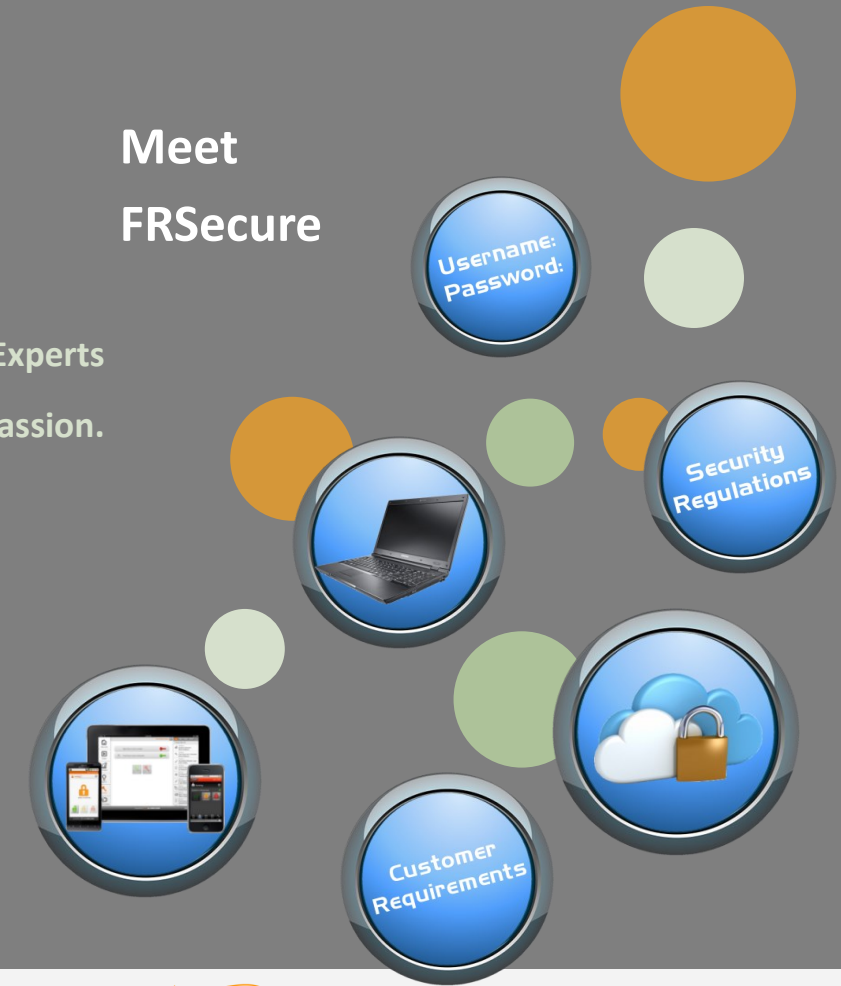 Meet
FRSecure
Username:
Password:
Experts
assion.
Security
Regulations
Customer
Requirements